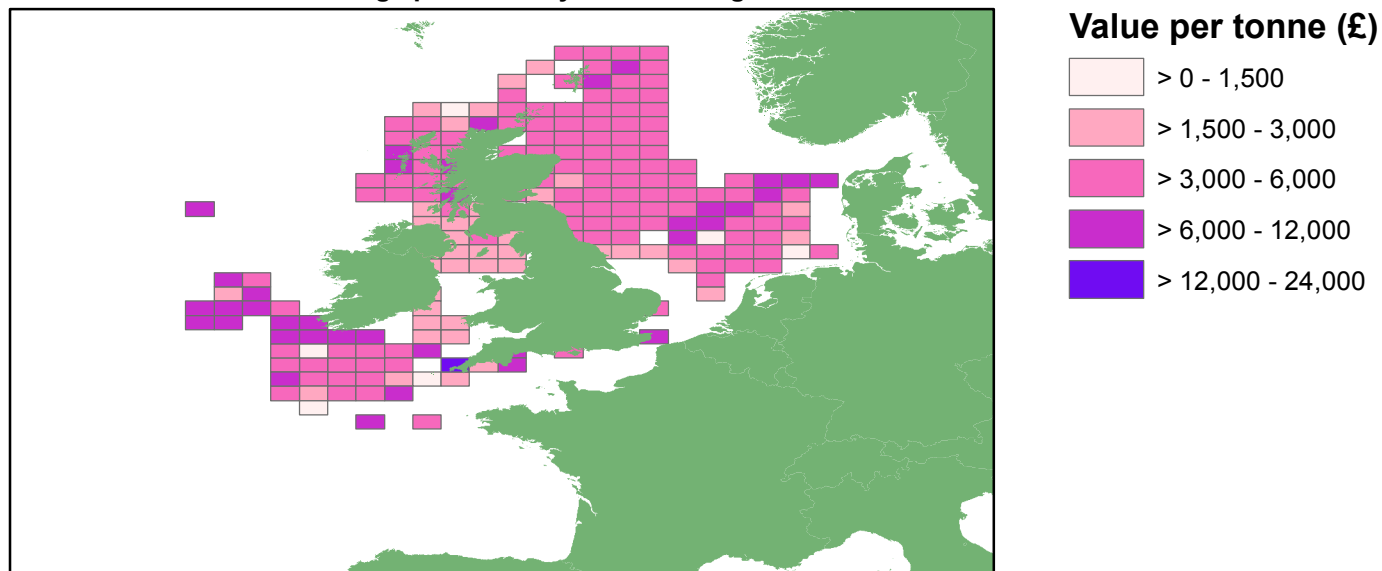 Value per tonne (£)
> 0 - 1,500
> 1,500 - 3,000
> 3,000 - 6,000
> 6,000 - 12,000
> 12,000 - 24,000